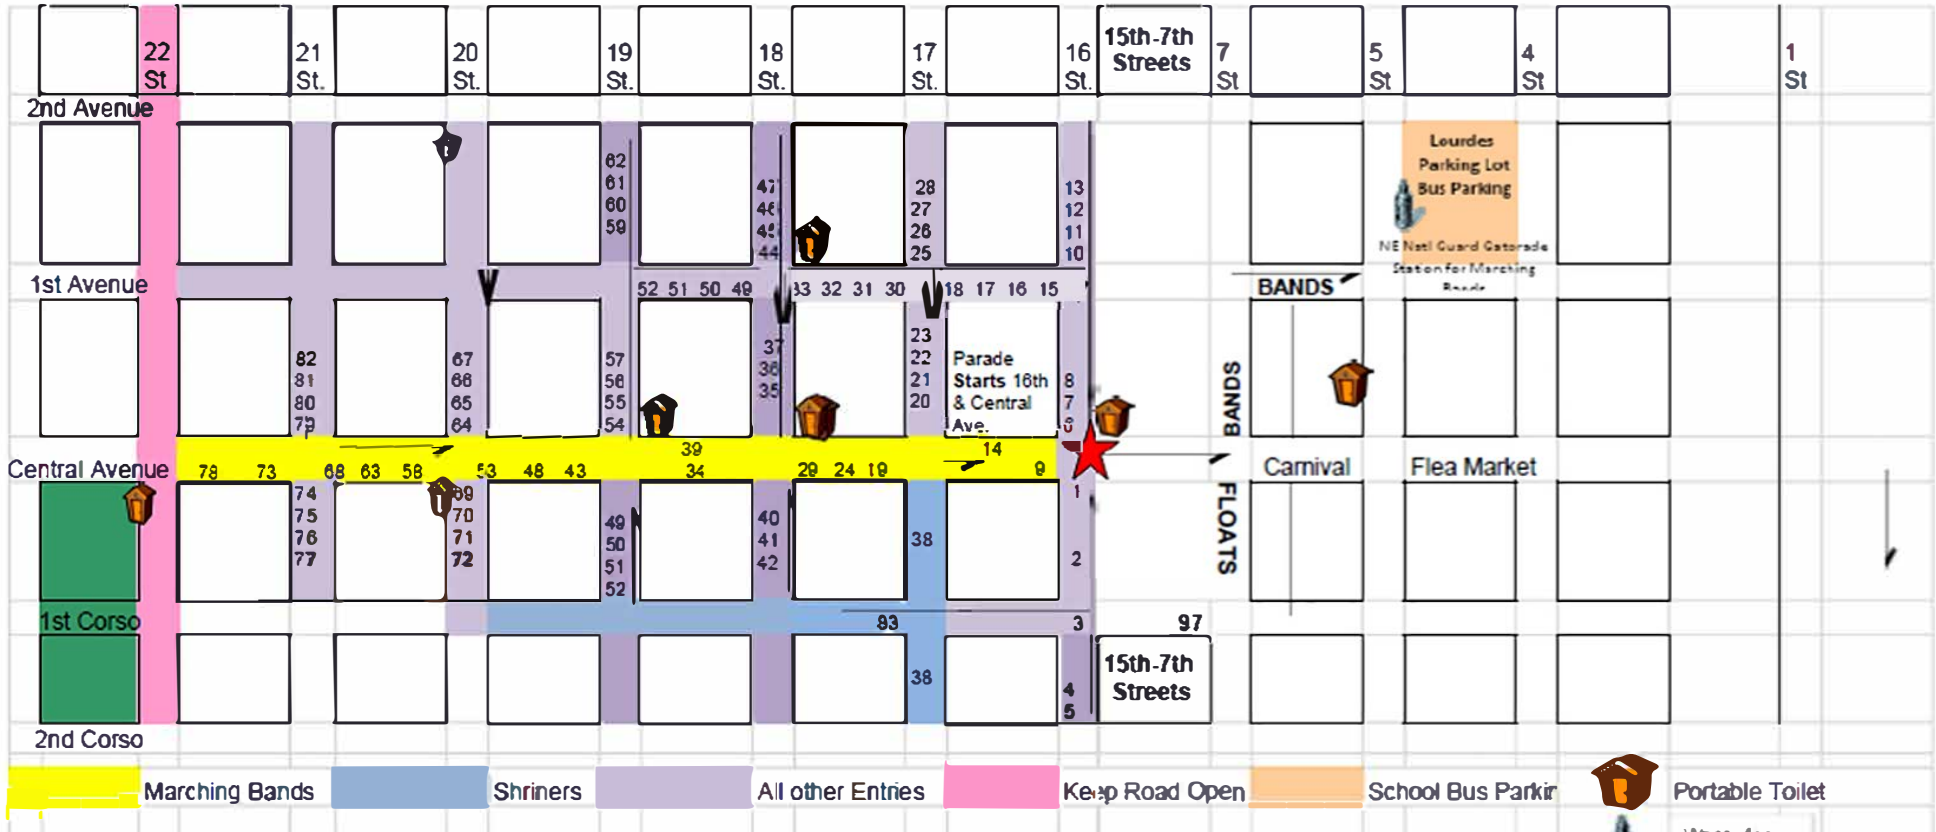 22 St
21 St.
20 St.
19 St.
18 St.
17 St.
16 St.
15th-7th Streets
7 St
5 St
4 St
1 St
2nd Avenue
Lourdes
Parking Lot
Bus Parking
NE Natl Guard Gatorade
Station for Marching
62
61
60
59
47
46
45
44
28
27
26
25
13
12
11
10
1st Avenue
52 51 50 49
33 32 31 30
18 17 16 15
BANDS
82
81
80
79
67
66
65
64
57
56
55
54
37
36
35
23
22
21
20
Parade
Starts 16th
& Central
Ave.
8
7
6
BANDS
Central Avenue
78 73 68 63 58 53 48 43 39 34 29 24 19 14 9
Carnival
Flea Market
74
75
76
77
69
70
71
72
49
50
51
52
40
41
42
38
1
2
FLOATS
1st Corso
83
3
97
38
4
5
15th-7th
Streets
2nd Corso
Marching Bands
Shriners
All other Entries
Keep Road Open
School Bus Parkin
Portable Toilet